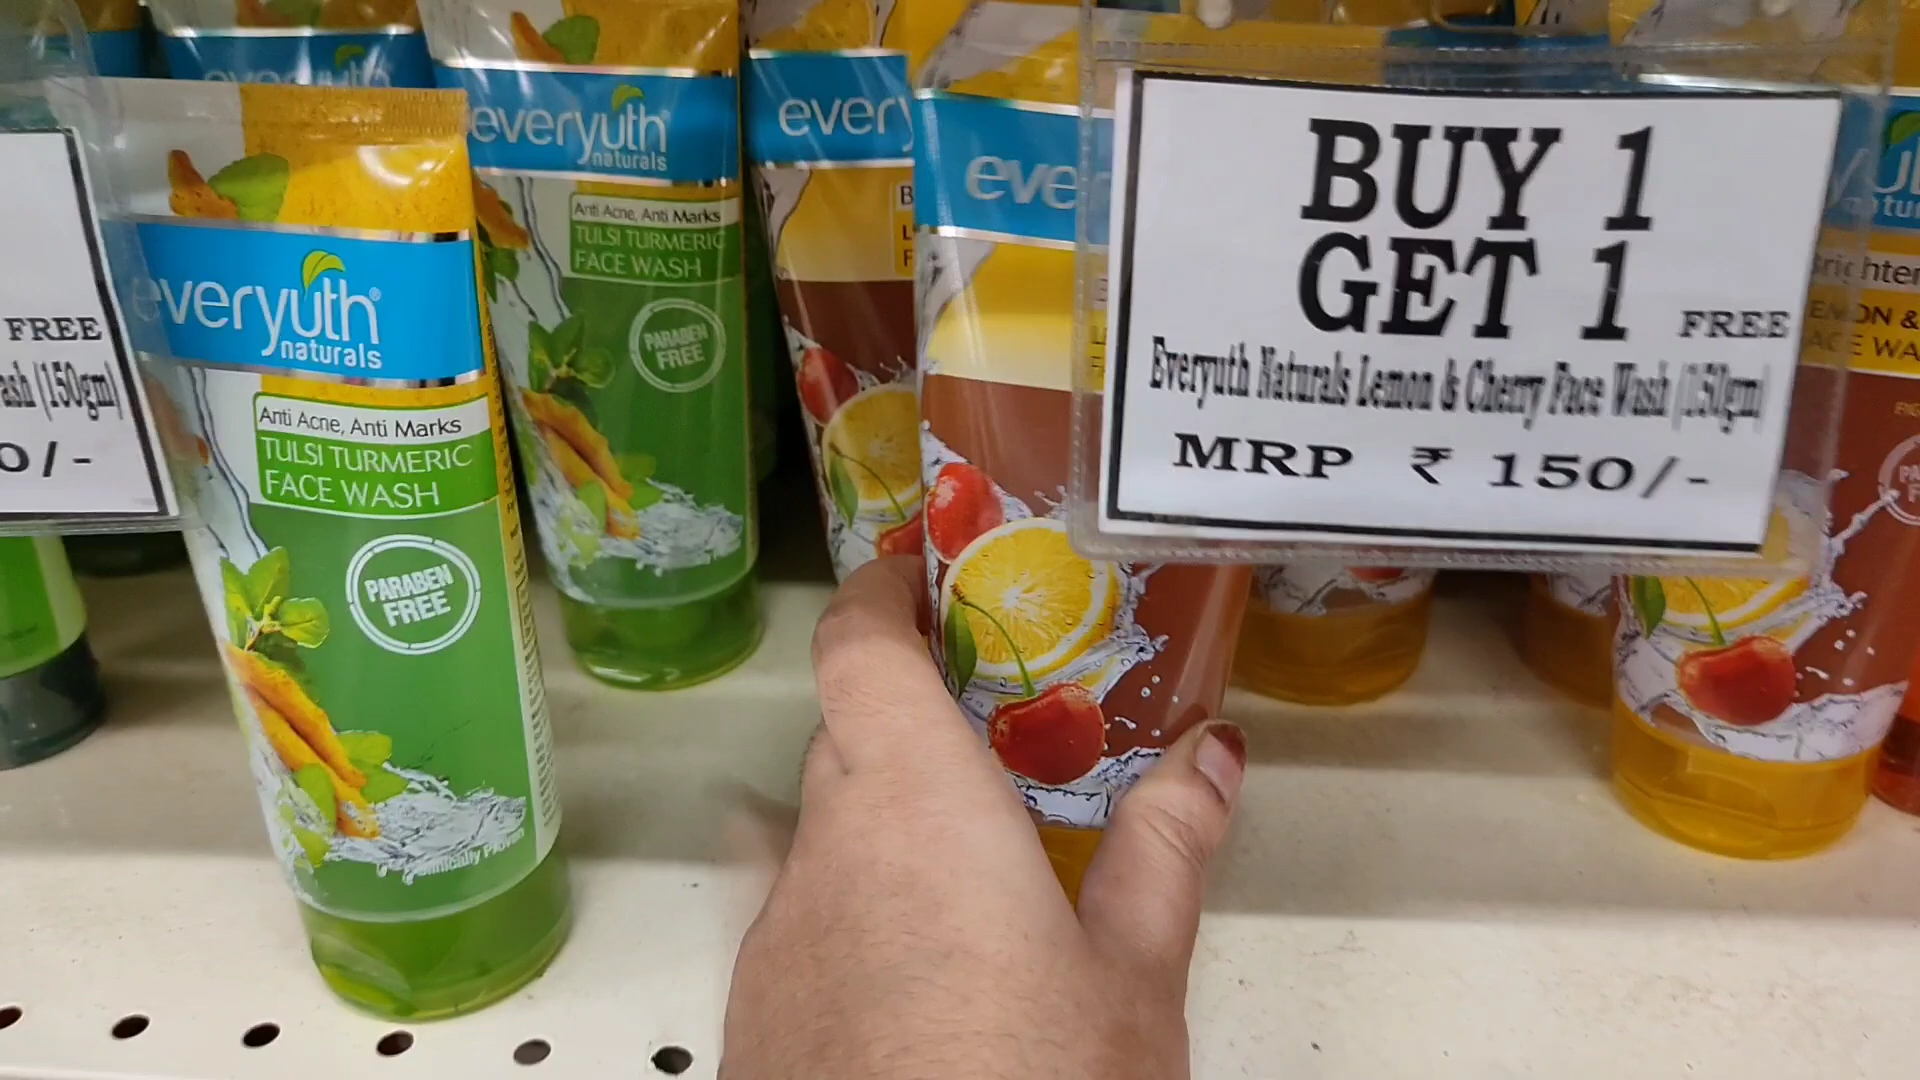 FREE
(150gm)
0/-
everyuth
naturals
Anti Acne, Anti Marks
TULSI TURMERIC
FACE WASH
PARABEN
FREE
everyuth
naturals
Anti Acne, Anti Marks
TULSI TURMERIC
FACE WASH
PARABEN
FREE
every
eve
BUY 1
GET 1 FREE
Everyuth Naturals Lemon & Cherry Face Wash (150gm)
MRP ₹ 150/-